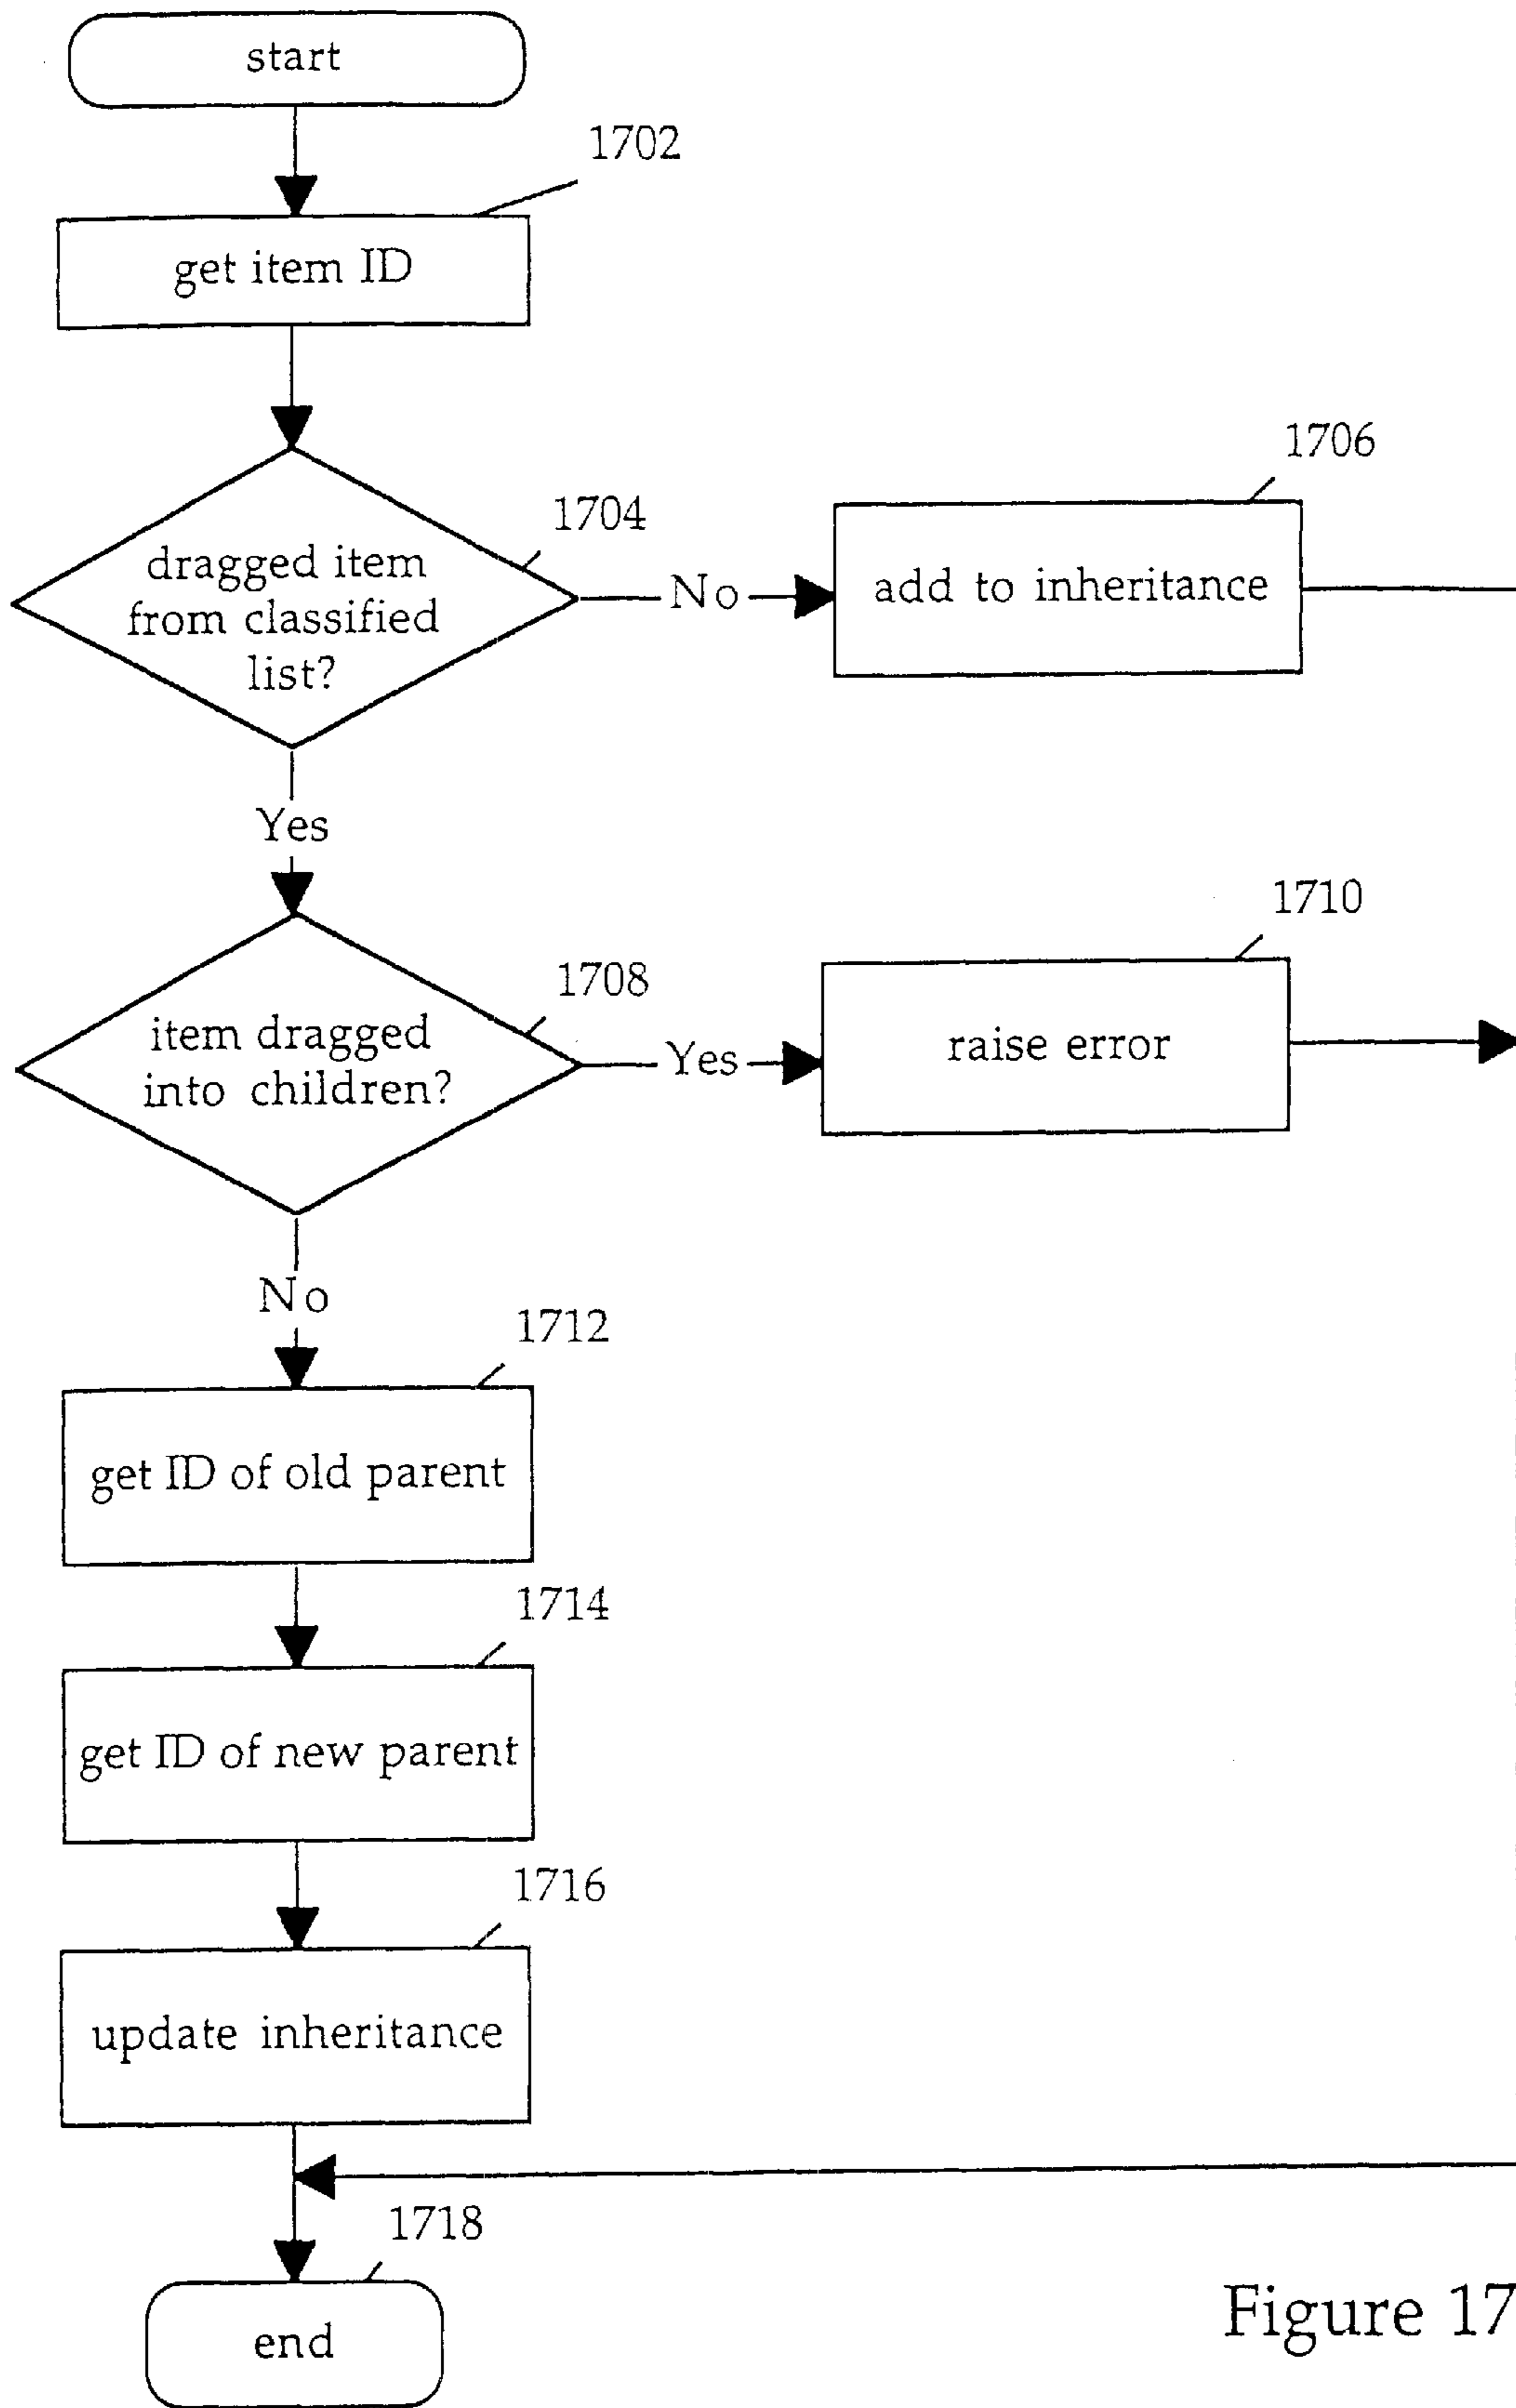 start
1702
get item ID
1706
1704
dragged item
from classified
list?
No
add to inheritance
Yes
1710
1708
item dragged
into children?
Yes
raise error
No
1712
get ID of old parent
1714
get ID of new parent
1716
update inheritance
1718
end
Figure 17